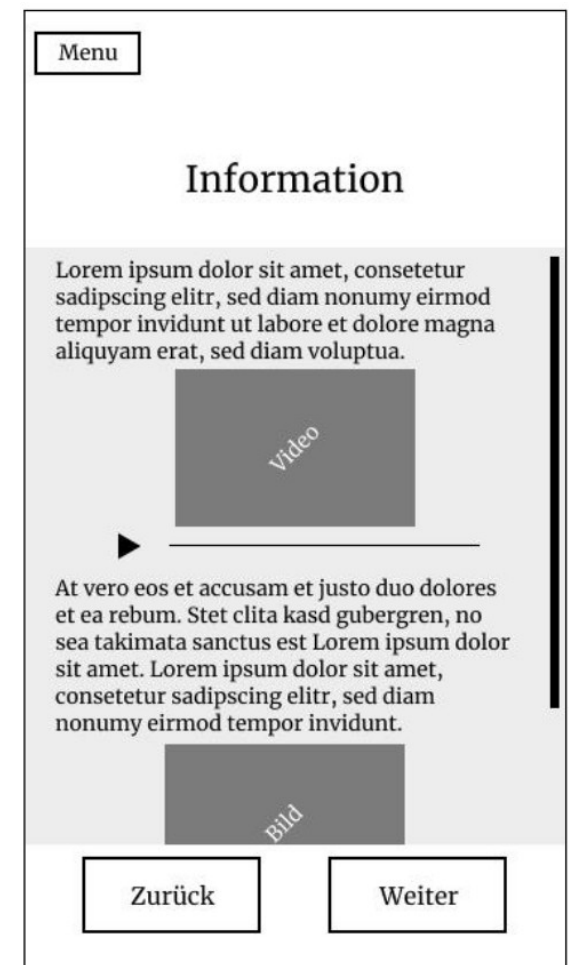 Menu
Information
Lorem ipsum dolor sit amet, consetetur
sadipscing elitr, sed diam nonumy eirmod
tempor invidunt ut labore et dolore magna
aliquyam erat, sed diam voluptua.
Video
At vero eos et accusam et justo duo dolores
et ea rebum. Stet clita kasd gubergren, no
sea takimata sanctus est Lorem ipsum dolor
sit amet. Lorem ipsum dolor sit amet,
consetetur sadipscing elitr, sed diam
nonumy eirmod tempor invidunt.
Bild
Zurück
Weiter